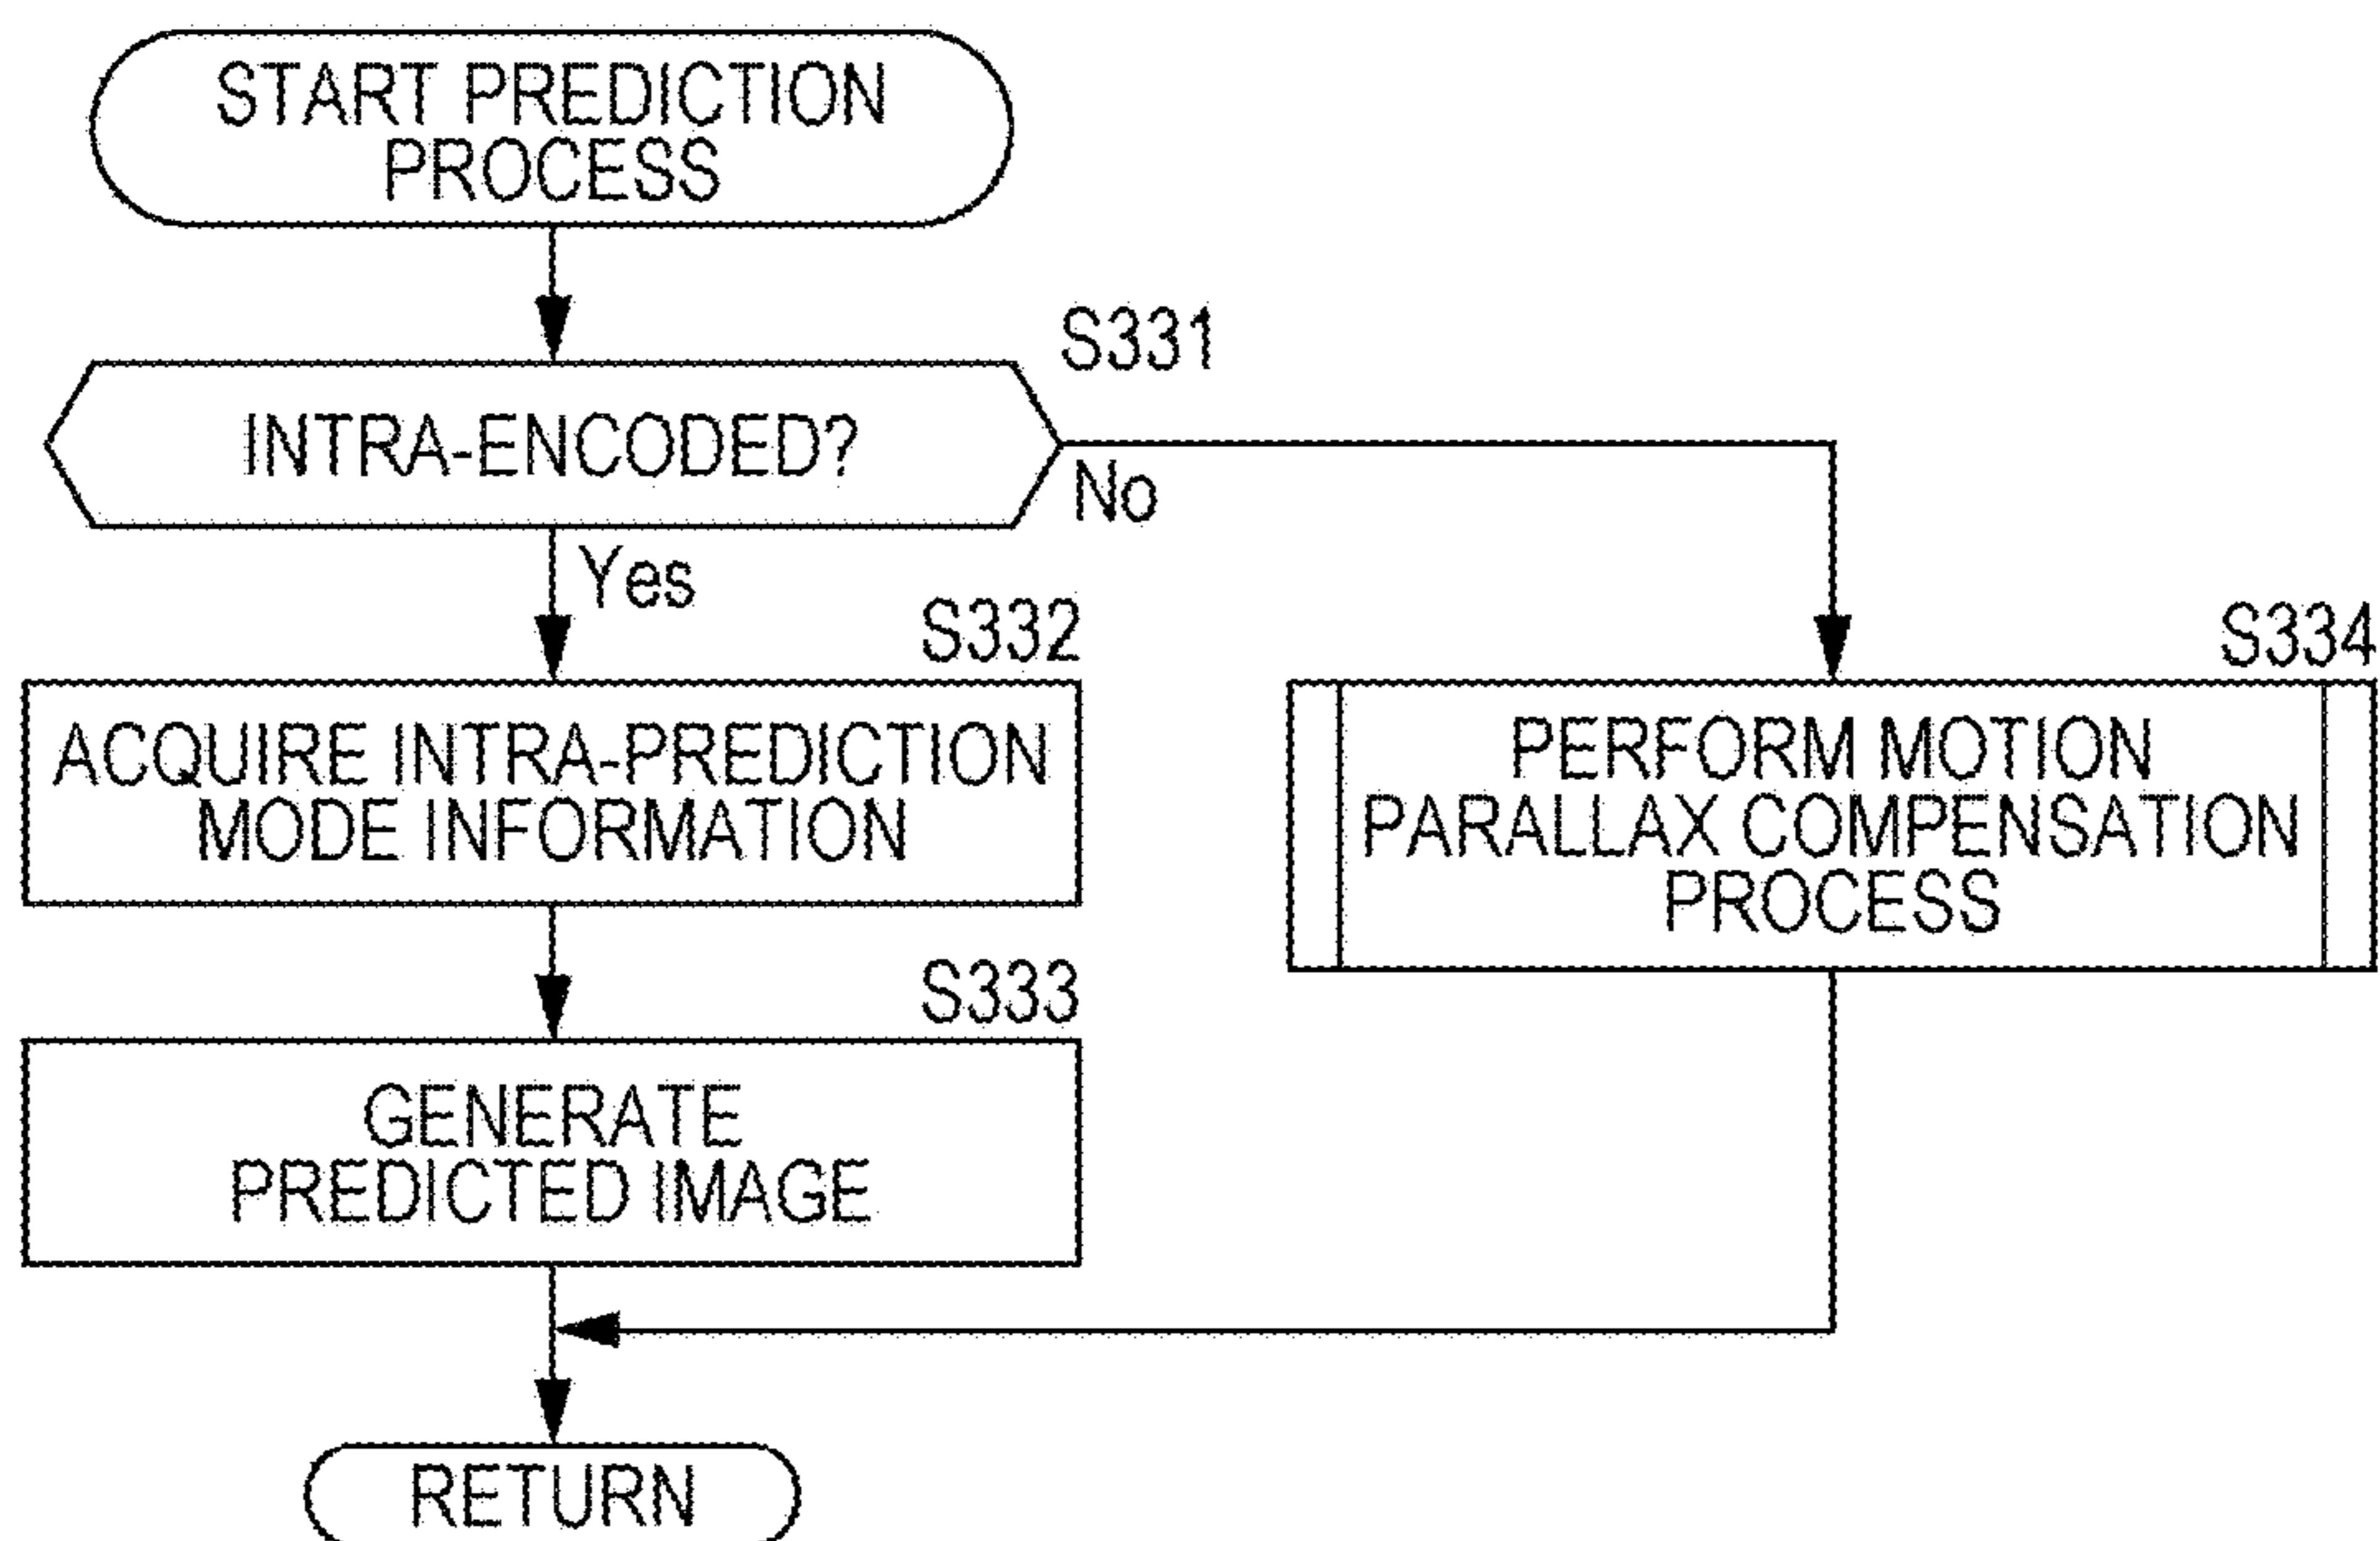 START PREDICTION
PROCESS
S331
INTRA-ENCODED?
No
Yes
S332
ACQUIRE INTRA-PREDICTION
MODE INFORMATION
S334
PERFORM MOTION
PARALLAX COMPENSATION
PROCESS
S333
GENERATE
PREDICTED IMAGE
RETURN